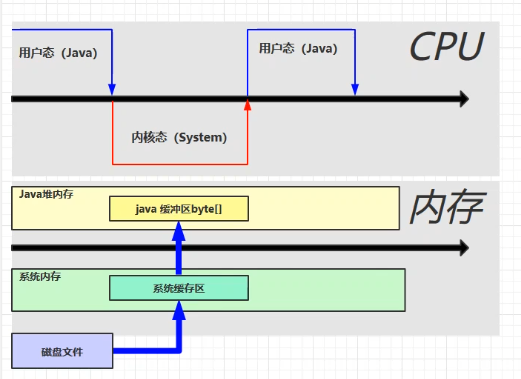 CPU
用户态（Java）
用户态（Java）
内核态（System）
内存
Java堆内存
java 缓冲区byte[]
系统内存
系统缓存区
磁盘文件